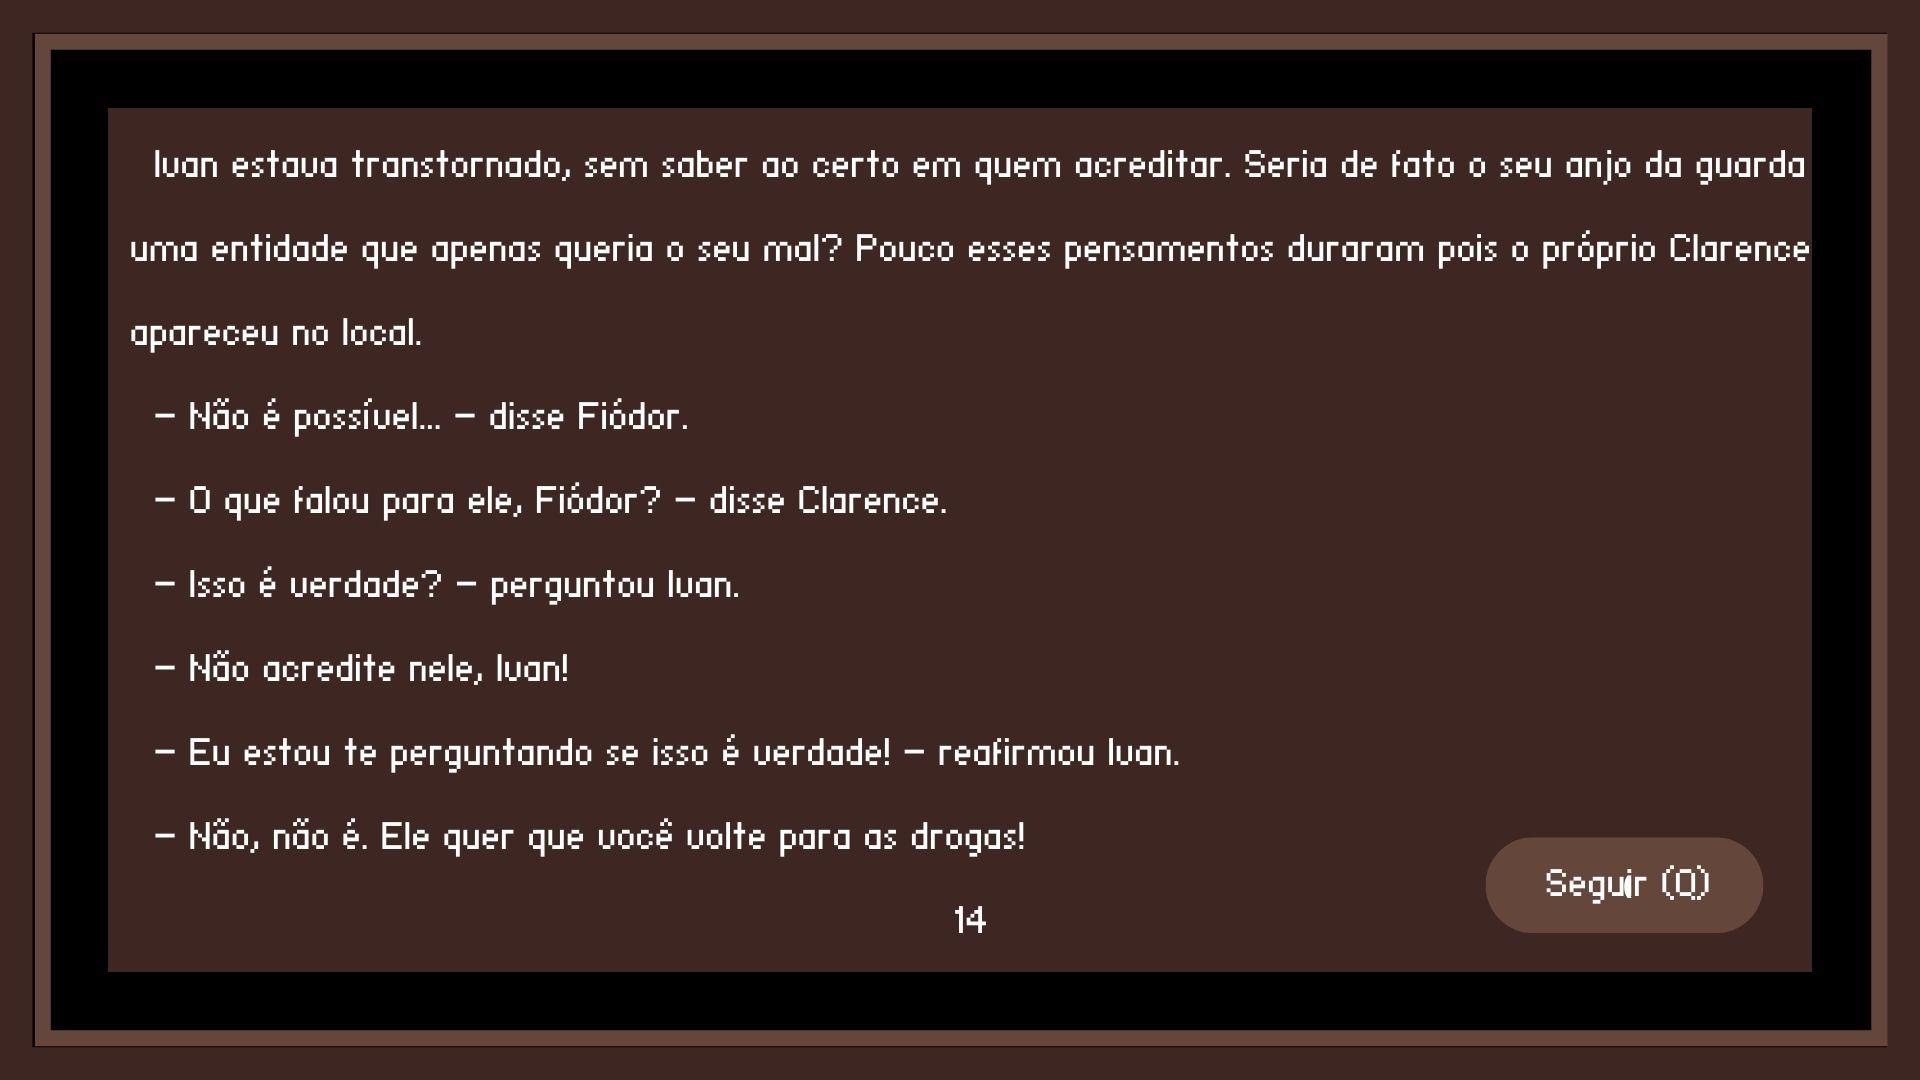 Ivan estava transtornado, sem saber ao certo em quem acreditar. Seria de fato o seu anjo da guarda
uma entidade que apenas queria o seu mal? Pouco esses pensamentos duraram pois o próprio Clarence
apareceu no local.
– Não é possível... – disse Fiódor.
– O que falou para ele, Fiódor? – disse Clarence.
– Isso é verdade? – perguntou Ivan.
– Não acredite nele, Ivan!
– Eu estou te perguntando se isso é verdade! – reafirmou Ivan.
– Não, não é. Ele quer que você volte para as drogas!
Seguir (Q)
14